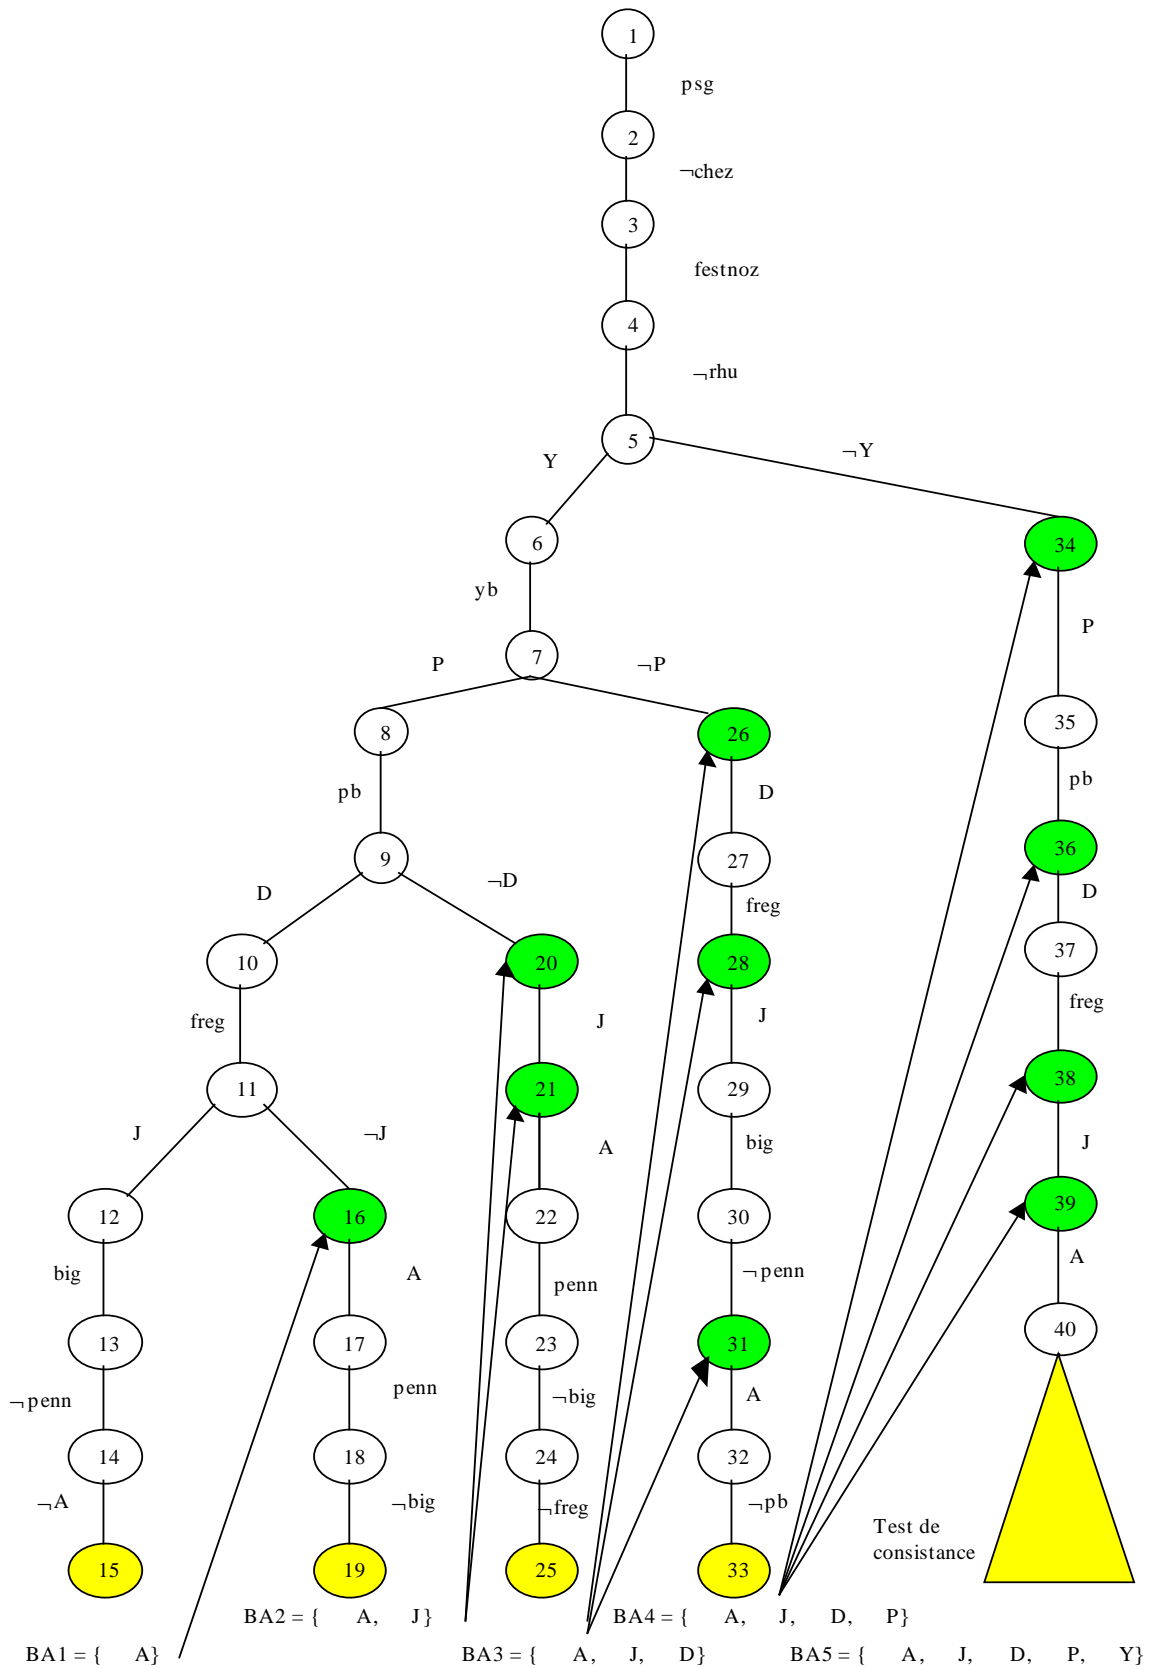 1
psg
2
¬chez
3
festnoz
4
¬rhu
5
Y
¬Y
6
34
yb
P
7
P
¬P
8
26
35
pb
D
pb
9
27
36
D
¬D
freg
D
10
20
28
37
freg
J
J
freg
11
21
29
38
J
¬J
A
big
J
12
16
22
30
39
big
A
penn
¬penn
A
13
17
23
31
40
¬penn
penn
¬big
A
14
18
24
32
¬A
¬big
¬freg
¬pb
Test de
consistance
15
19
25
33
BA2 = { A, J}
BA4 = { A, J, D, P}
BA1 = { A}
BA3 = { A, J, D}
BA5 = { A, J, D, P, Y}